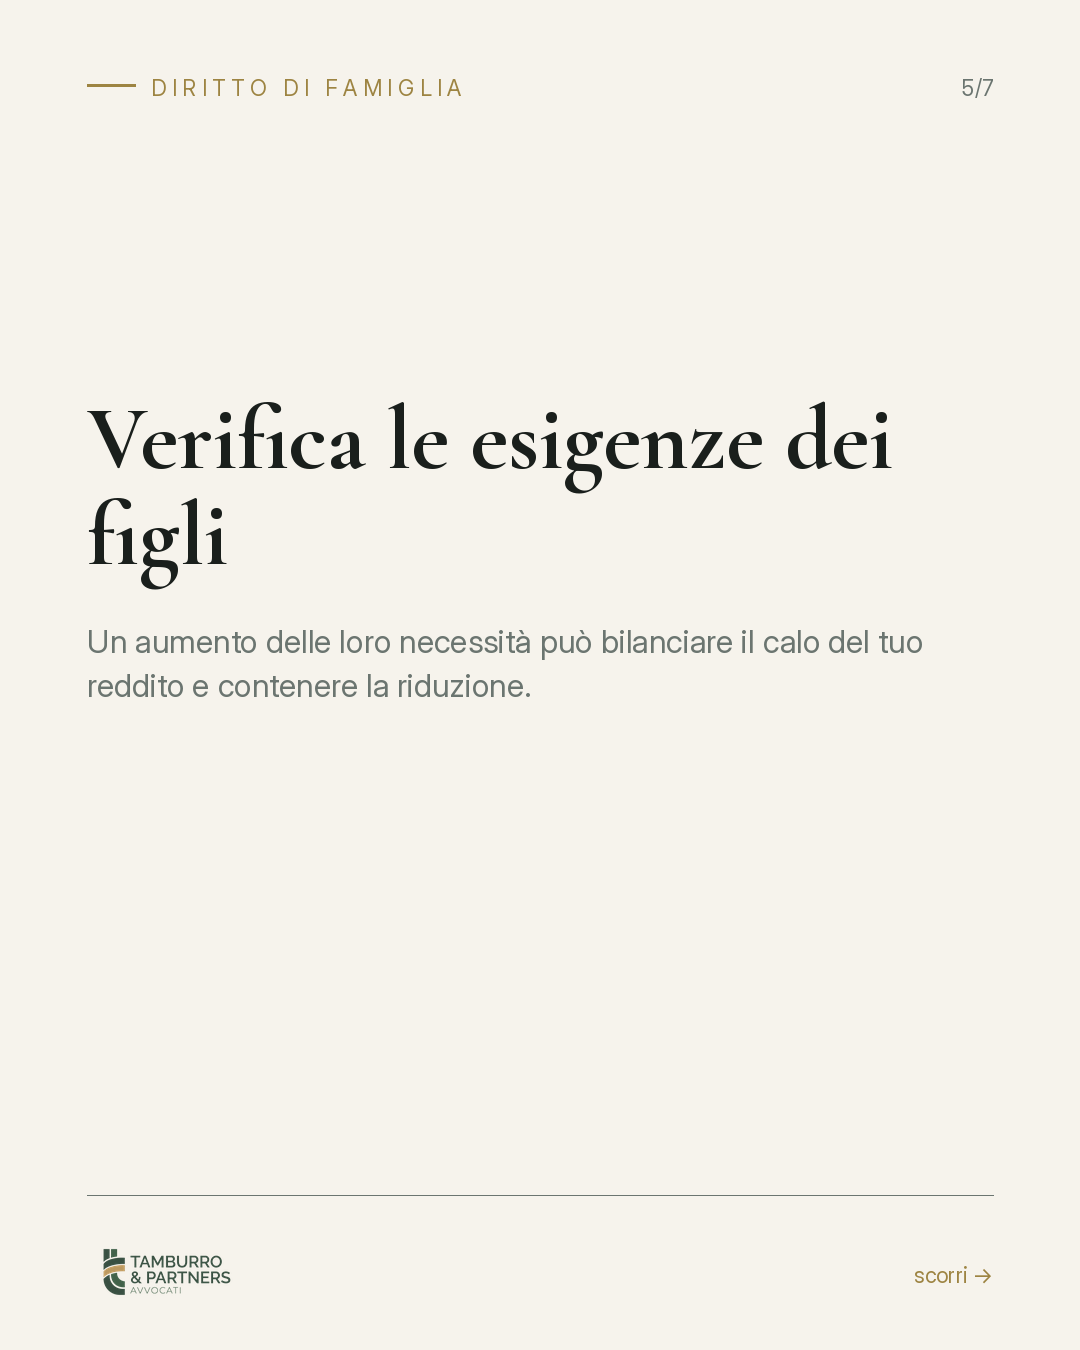 DIRITTO DI FAMIGLIA
5/7
Verifica le esigenze dei
figli
Un aumento delle loro necessità può bilanciare il calo del tuo
reddito e contenere la riduzione.
TAMBURRO
& PARTNERS
AVVOCATI
scorri →